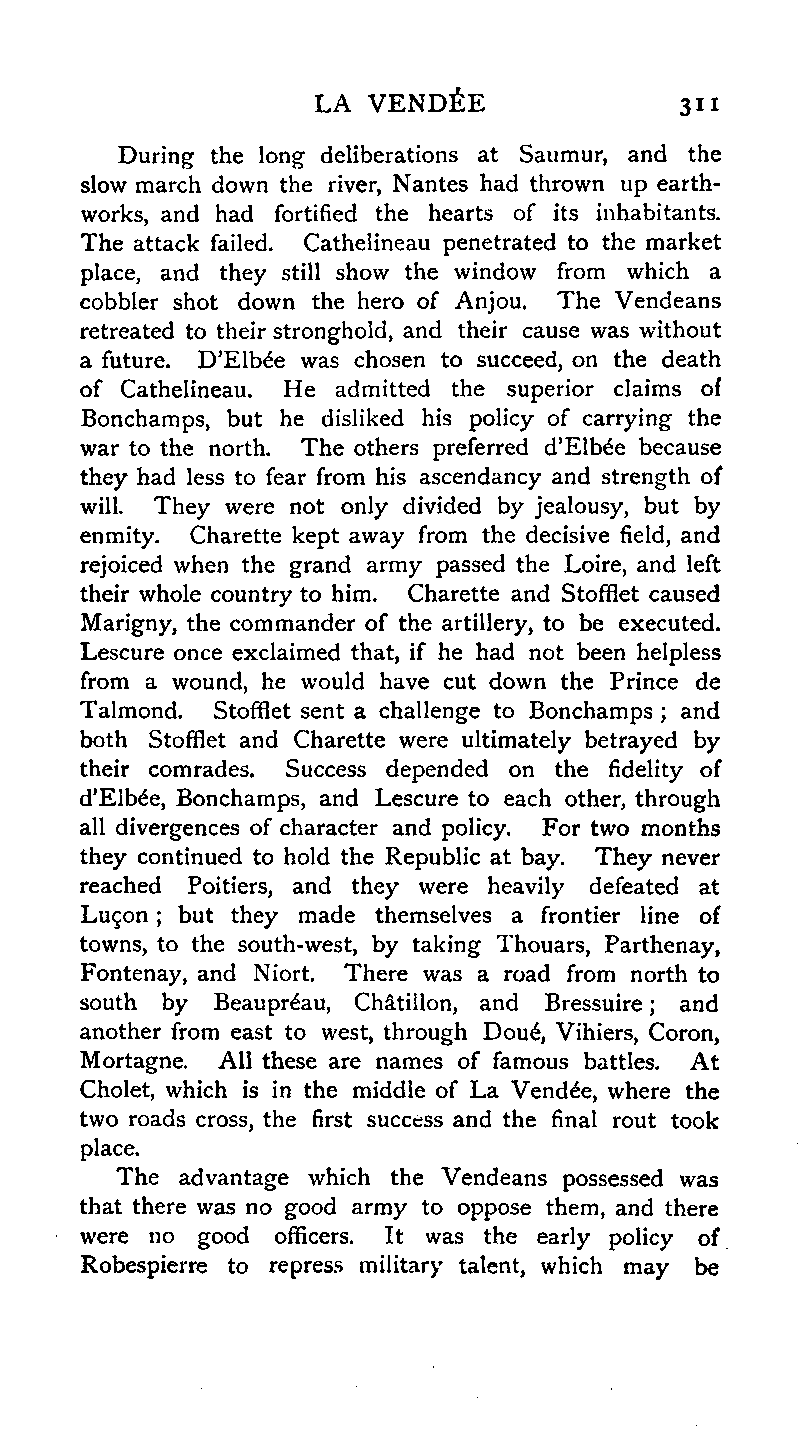 LA VENDÉE 311
During the long deliberations at Saumur, and the
slow march down the river, Nantes had thrown up earth-
works, and had fortified the hearts of its inhabitants.
The attack failed. Cathelineau penetrated to the market
place, and they still show the window from which a
cobbler shot down the hero of Anjou. The Vendeans
retreated to their stronghold, and their cause was without
a future. D'Elbée was chosen to succeed, on the death
of Cathelineau. He admitted the superior claims of
Bonchamps, but he disliked his policy of carrying the
war to the north. The others preferred d'Elbée because
they had less to fear from his ascendancy and strength of
will. They were not only divided by jealousy, but by
enmity. Charette kept away from the decisive field, and
rejoiced when the grand army passed the Loire, and left
their whole country to him. Charette and Stofflet caused
Marigny, the commander of the artillery, to be executed.
Lescure once exclaimed that, if he had not been helpless
from a wound, he would have cut down the Prince de
Talmond. Stofflet sent a challenge to Bonchamps ; and
both Stofflet and Charette were ultimately betrayed by
their comrades. Success depended on the fidelity of
d'Elbée, Bonchamps, and Lescure to each other, through
all divergences of character and policy. For two months
they continued to hold the Republic at bay. They never
reached Poitiers, and they were heavily defeated at
Luçon ; but they made themselves a frontier line of
towns, to the south-west, by taking Thouars, Parthenay,
Fontenay, and Niort. There was a road from north to
south by Beaupréau, Châtillon, and Bressuire ; and
another from east to west, through Doué, Vihiers, Coron,
Mortagne. All these are names of famous battles. At
Cholet, which is in the middle of La Vendée, where the
two roads cross, the first success and the final rout took
place.
The advantage which the Vendeans possessed was
that there was no good army to oppose them, and there
were no good officers. It was the early policy of
Robespierre to repress military talent, which may be